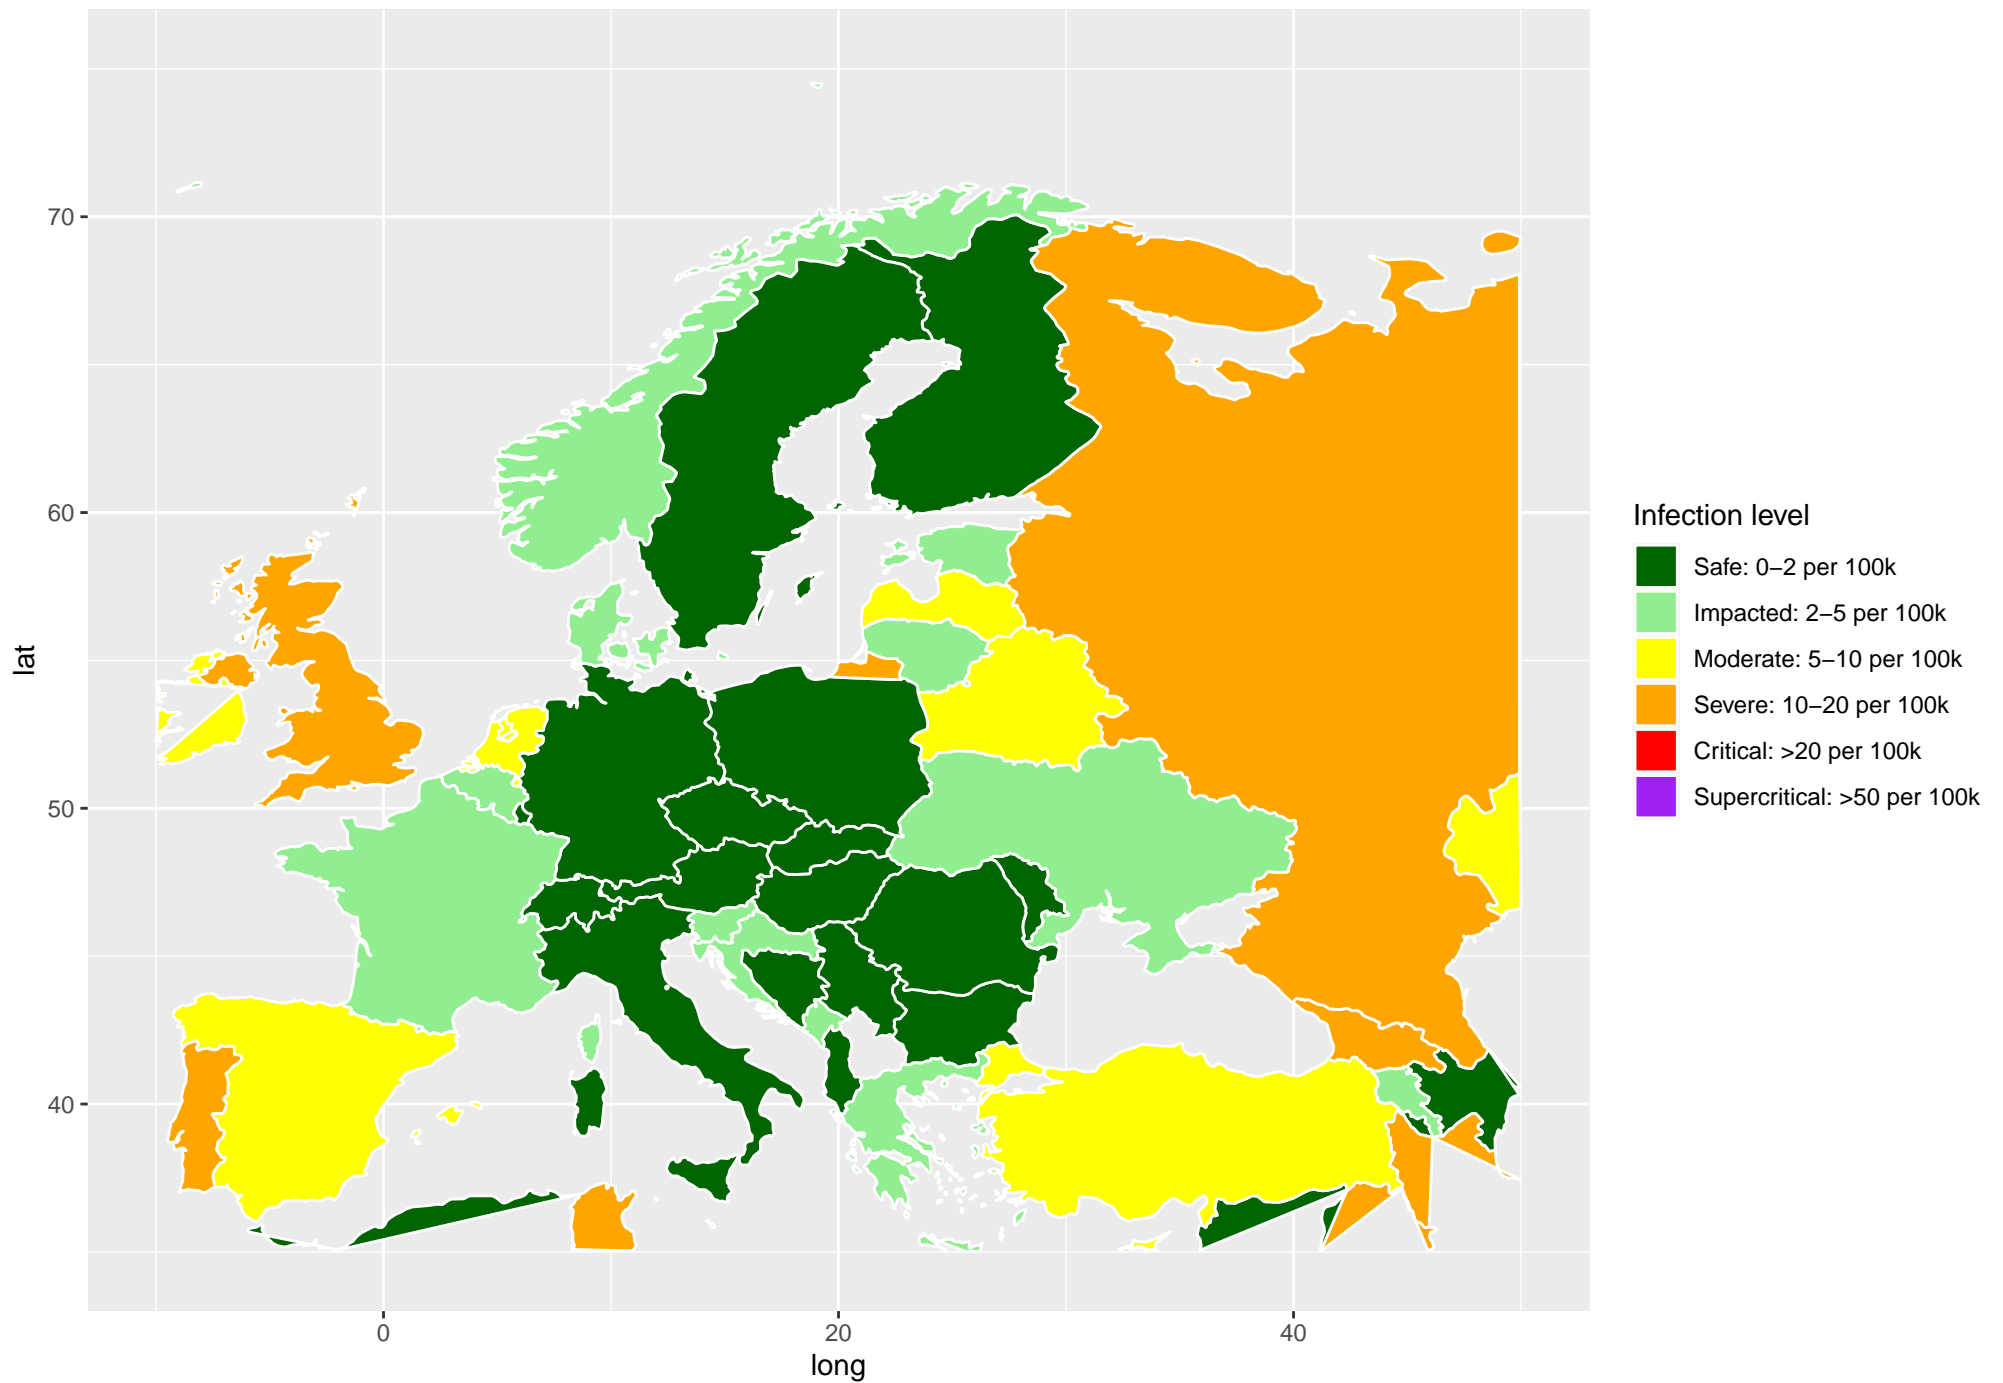 70
60
50
40
lat
0
20
40
long
Infection level
Safe: 0–2 per 100k
Impacted: 2–5 per 100k
Moderate: 5–10 per 100k
Severe: 10–20 per 100k
Critical: >20 per 100k
Supercritical: >50 per 100k